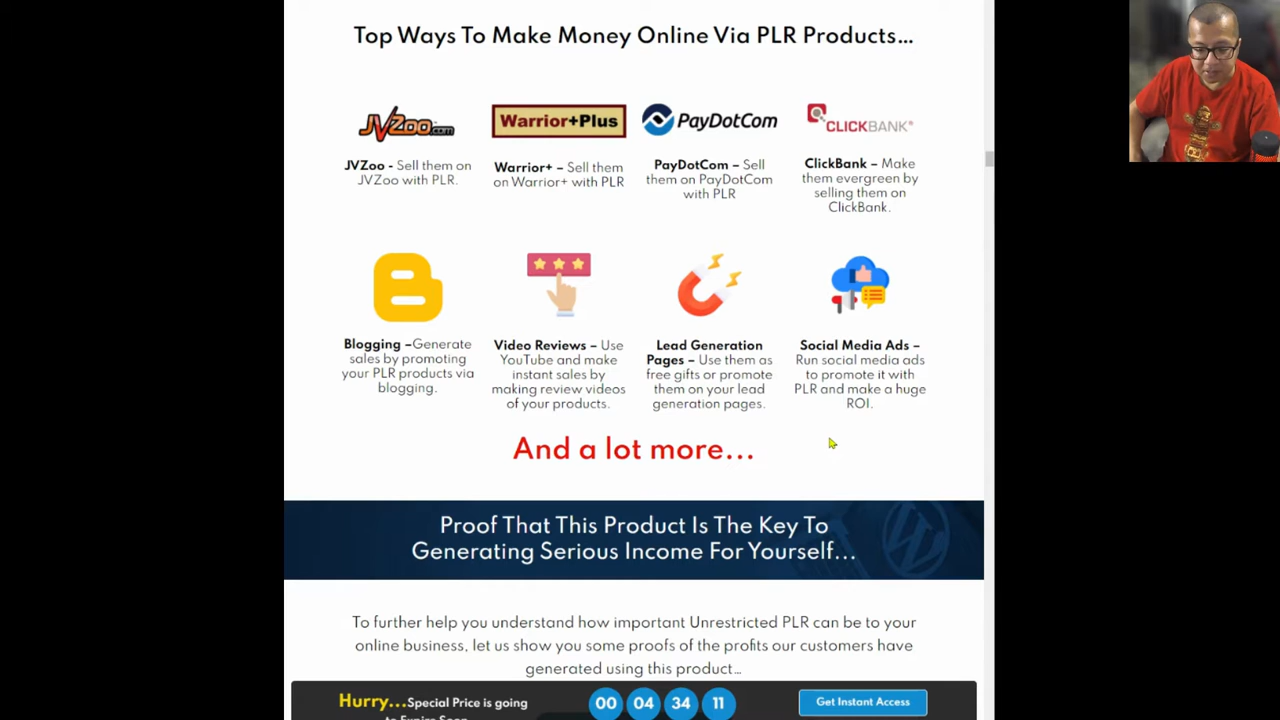 Top Ways To Make Money Online Via PLR Products...
JVZoo.com
Warrior+Plus
PayDotCom
CLICKBANK®
JVZoo - Sell them on
JVZoo with PLR.
Warrior+ – Sell them
on Warrior+ with PLR
PayDotCom – Sell
them on PayDotCom
with PLR
ClickBank – Make
them evergreen by
selling them on
ClickBank.
Blogging –Generate
sales by promoting
your PLR products via
blogging.
Video Reviews – Use
YouTube and make
instant sales by
making review videos
of your products.
Lead Generation
Pages – Use them as
free gifts or promote
them on your lead
generation pages.
Social Media Ads –
Run social media ads
to promote it with
PLR and make a huge
ROI.
And a lot more...
Proof That This Product Is The Key To
Generating Serious Income For Yourself...
To further help you understand how important Unrestricted PLR can be to your
online business, let us show you some proofs of the profits our customers have
generated using this product...
Hurry...Special Price is going
to Expire Soon
00 04 34 11
Get Instant Access